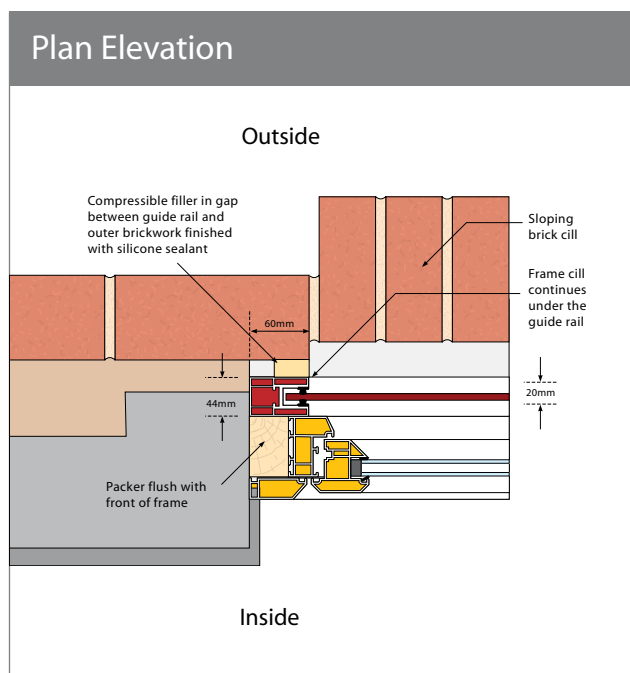 Plan Elevation
Outside
Compressible filler in gap
between guide rail and
outer brickwork finished
with silicone sealant
Sloping
brick cill
Frame cill
continues
under the
guide rail
60mm
44mm
20mm
Packer flush with
front of frame
Inside